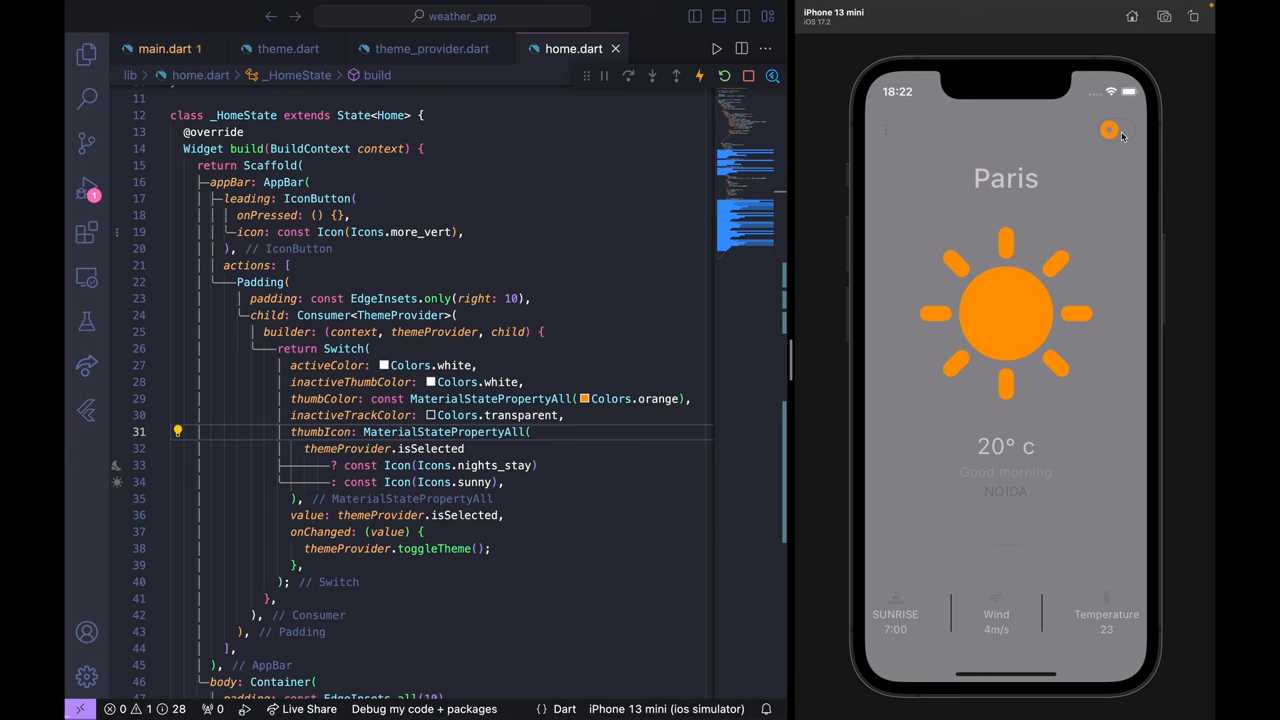 weather_app
main.dart 1
theme.dart
theme_provider.dart
home.dart
lib > home.dart > _HomeState > build
11
12 class _HomeState extends State<Home> {
13 @override
14 Widget build(BuildContext context) {
15 return Scaffold(
16 appBar: AppBar(
17 leading: IconButton(
18 onPressed: () {},
19 icon: const Icon(Icons.more_vert),
20 ), // IconButton
21 actions: [
22 Padding(
23 padding: const EdgeInsets.only(right: 10),
24 child: Consumer<ThemeProvider>(
25 builder: (context, themeProvider, child) {
26 return Switch(
27 activeColor: Colors.white,
28 inactiveThumbColor: Colors.white,
29 thumbColor: const MaterialStatePropertyAll(Colors.orange),
30 inactiveTrackColor: Colors.transparent,
31 thumbIcon: MaterialStatePropertyAll(
32 themeProvider.isSelected
33 ? const Icon(Icons.nights_stay)
34 : const Icon(Icons.sunny),
35 ), // MaterialStatePropertyAll
36 value: themeProvider.isSelected,
37 onChanged: (value) {
38 themeProvider.toggleTheme();
39 },
40 ); // Switch
41 },
42 ), // Consumer
43 ), // Padding
44 ],
45 ), // AppBar
46 body: Container(
47 padding: const EdgeInsets.all(10)
1
0 1 28 0 Live Share Debug my code + packages {} Dart iPhone 13 mini (ios simulator)
iPhone 13 mini
iOS 17.2
18:22
Paris
20° c
Good morning
NOIDA
SUNRISE
7:00
Wind
4m/s
Temperature
23